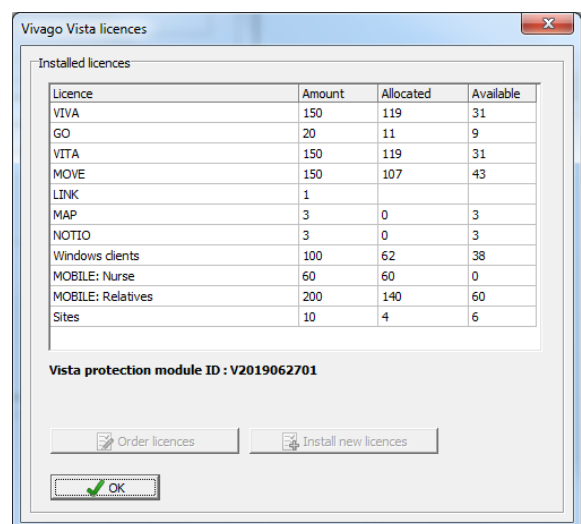 Vivago Vista licences
Installed licences
Licence Amount Allocated Available
VIVA 150 119 31
GO 20 11 9
VITA 150 119 31
MOVE 150 107 43
LINK 1
MAP 3 0 3
NOTIO 3 0 3
Windows clients 100 62 38
MOBILE: Nurse 60 60 0
MOBILE: Relatives 200 140 60
Sites 10 4 6
Vista protection module ID : V2019062701
Order licences Install new licences
OK